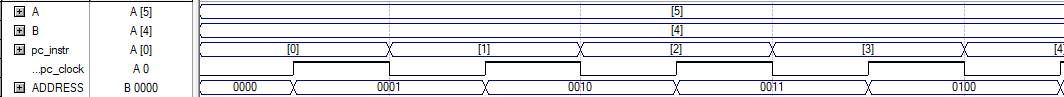 A A [5] [5]
B A [4] [4]
pc_instr A [0] [0] [1] [2] [3] [4]
...pc_clock A 0
ADDRESS B 0000 0000 0001 0010 0011 0100